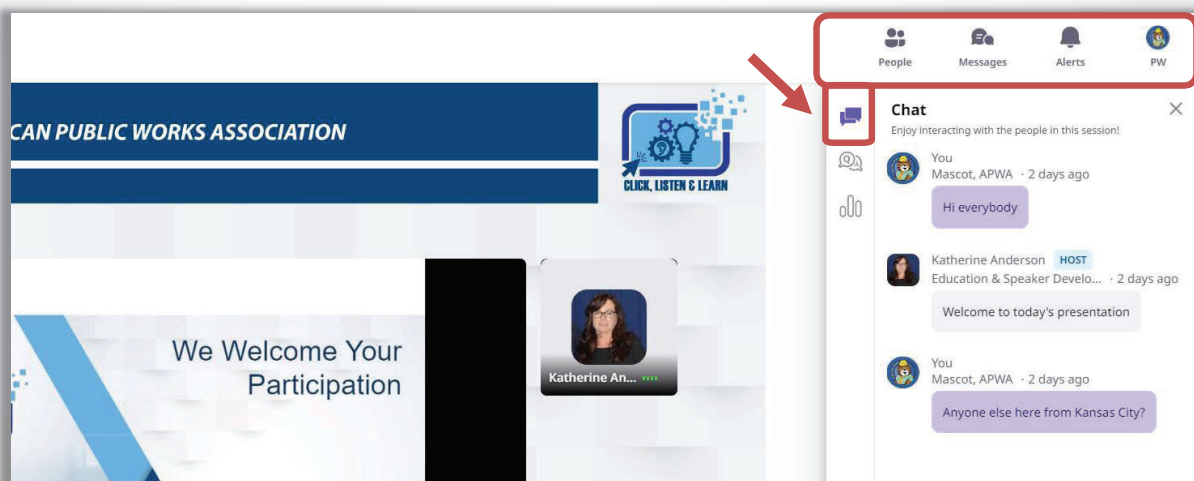 People
Messages
Alerts
PW
CAN PUBLIC WORKS ASSOCIATION
CLICK, LISTEN & LEARN
We Welcome Your
Participation
Katherine An...
Chat
Enjoy interacting with the people in this session!
You
Mascot, APWA · 2 days ago
Hi everybody
Katherine Anderson HOST
Education & Speaker Develo... · 2 days ago
Welcome to today's presentation
You
Mascot, APWA · 2 days ago
Anyone else here from Kansas City?